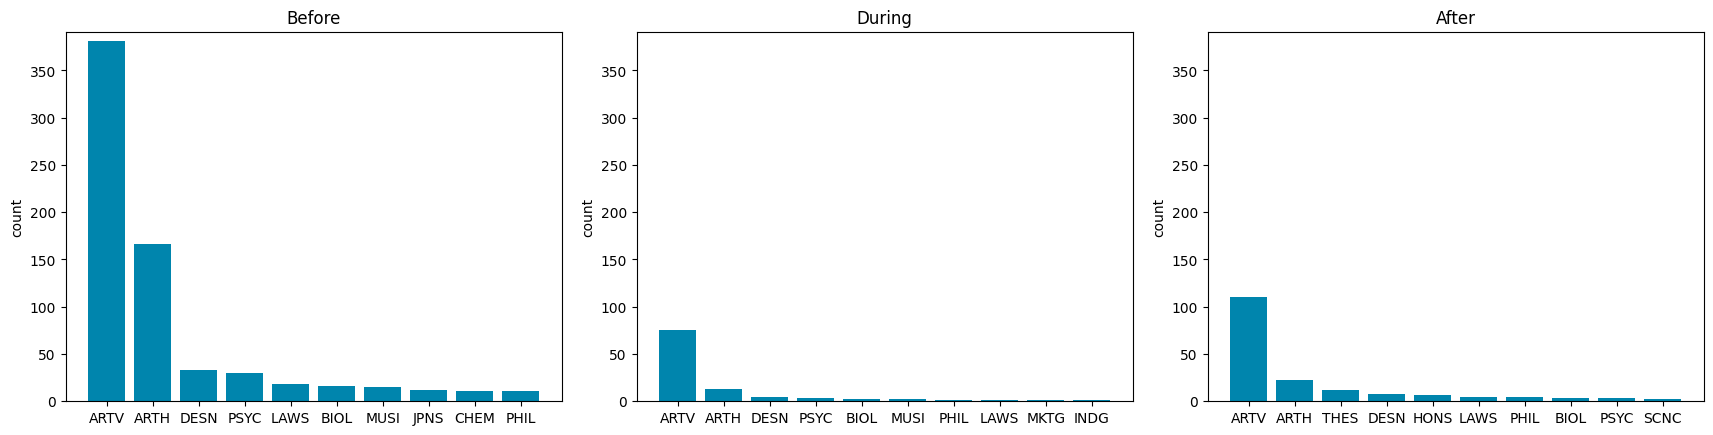 Before
count
350
300
250
200
150
100
50
0
ARTV ARTH DESN PSYC LAWS BIOL MUSI JPNS CHEM PHIL
During
count
350
300
250
200
150
100
50
0
ARTV ARTH DESN PSYC BIOL MUSI PHIL LAWS MKTG INDG
After
count
350
300
250
200
150
100
50
0
ARTV ARTH THES DESN HONS LAWS PHIL BIOL PSYC SCNC